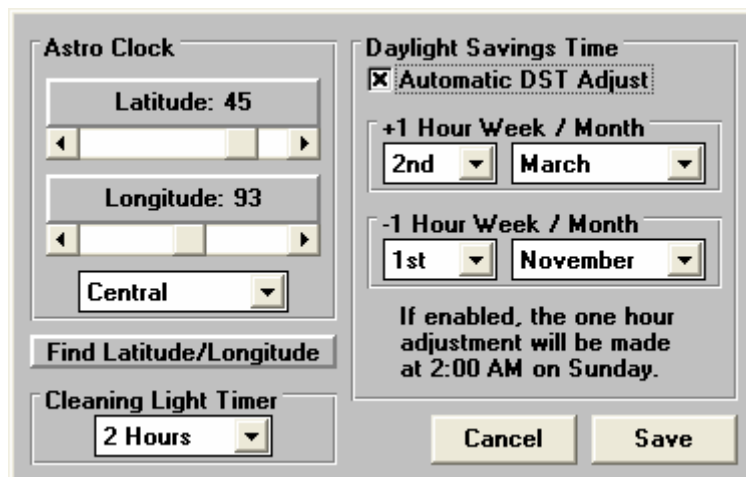 Astro Clock
Latitude: 45
Longitude: 93
Central
Find Latitude/Longitude
Cleaning Light Timer
2 Hours
Daylight Savings Time
Automatic DST Adjust
+1 Hour Week / Month
2nd March
-1 Hour Week / Month
1st November
If enabled, the one hour
adjustment will be made
at 2:00 AM on Sunday.
Cancel Save